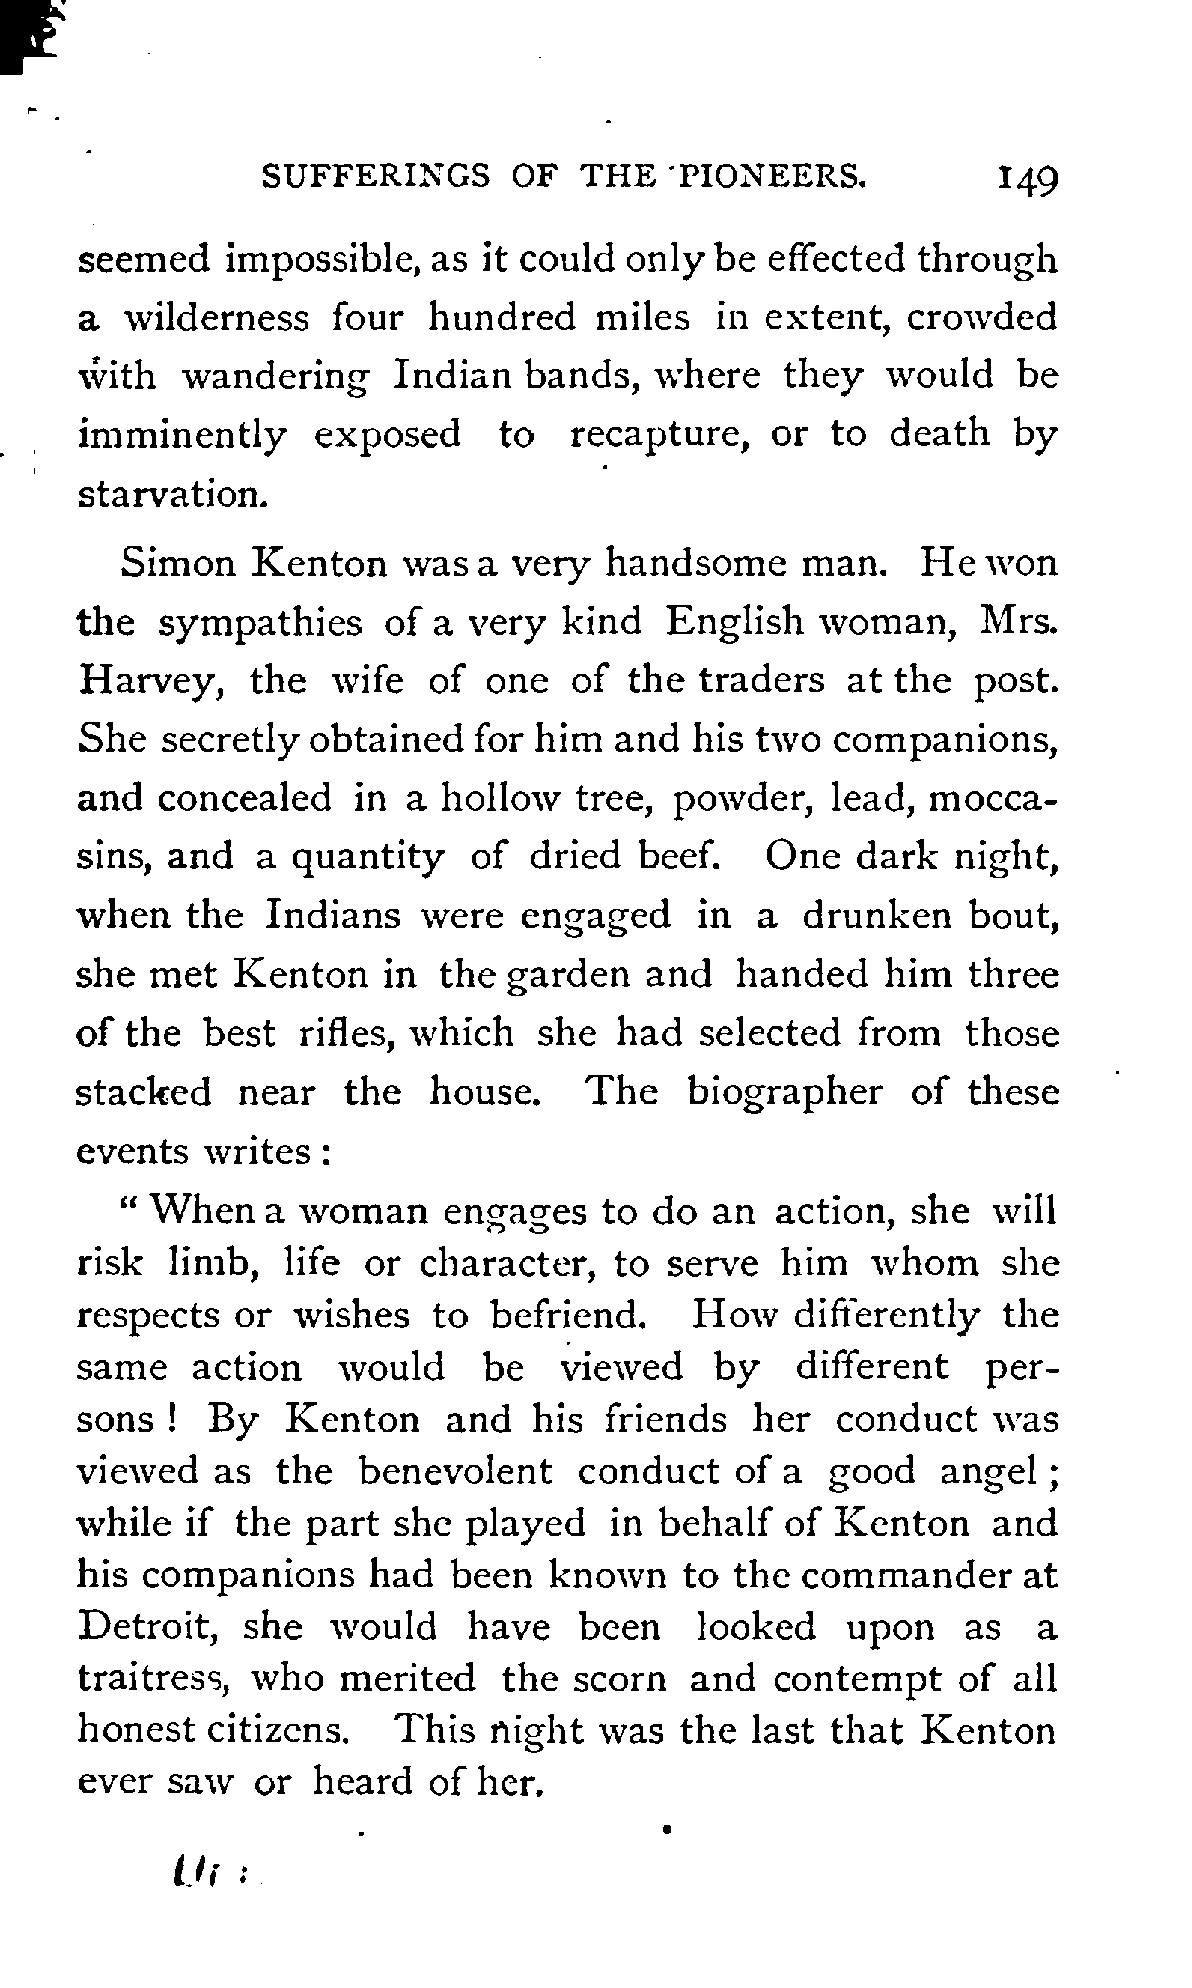 SUFFERINGS OF THE PIONEERS. 149
seemed impossible, as it could only be effected through
a wilderness four hundred miles in extent, crowded
with wandering Indian bands, where they would be
imminently exposed to recapture, or to death by
starvation.
Simon Kenton was a very handsome man. He won
the sympathies of a very kind English woman, Mrs.
Harvey, the wife of one of the traders at the post.
She secretly obtained for him and his two companions,
and concealed in a hollow tree, powder, lead, mocca-
sins, and a quantity of dried beef. One dark night,
when the Indians were engaged in a drunken bout,
she met Kenton in the garden and handed him three
of the best rifles, which she had selected from those
stacked near the house. The biographer of these
events writes :
" When a woman engages to do an action, she will
risk limb, life or character, to serve him whom she
respects or wishes to befriend. How differently the
same action would be viewed by different per-
sons ! By Kenton and his friends her conduct was
viewed as the benevolent conduct of a good angel ;
while if the part she played in behalf of Kenton and
his companions had been known to the commander at
Detroit, she would have been looked upon as a
traitress, who merited the scorn and contempt of all
honest citizens. This night was the last that Kenton
ever saw or heard of her.